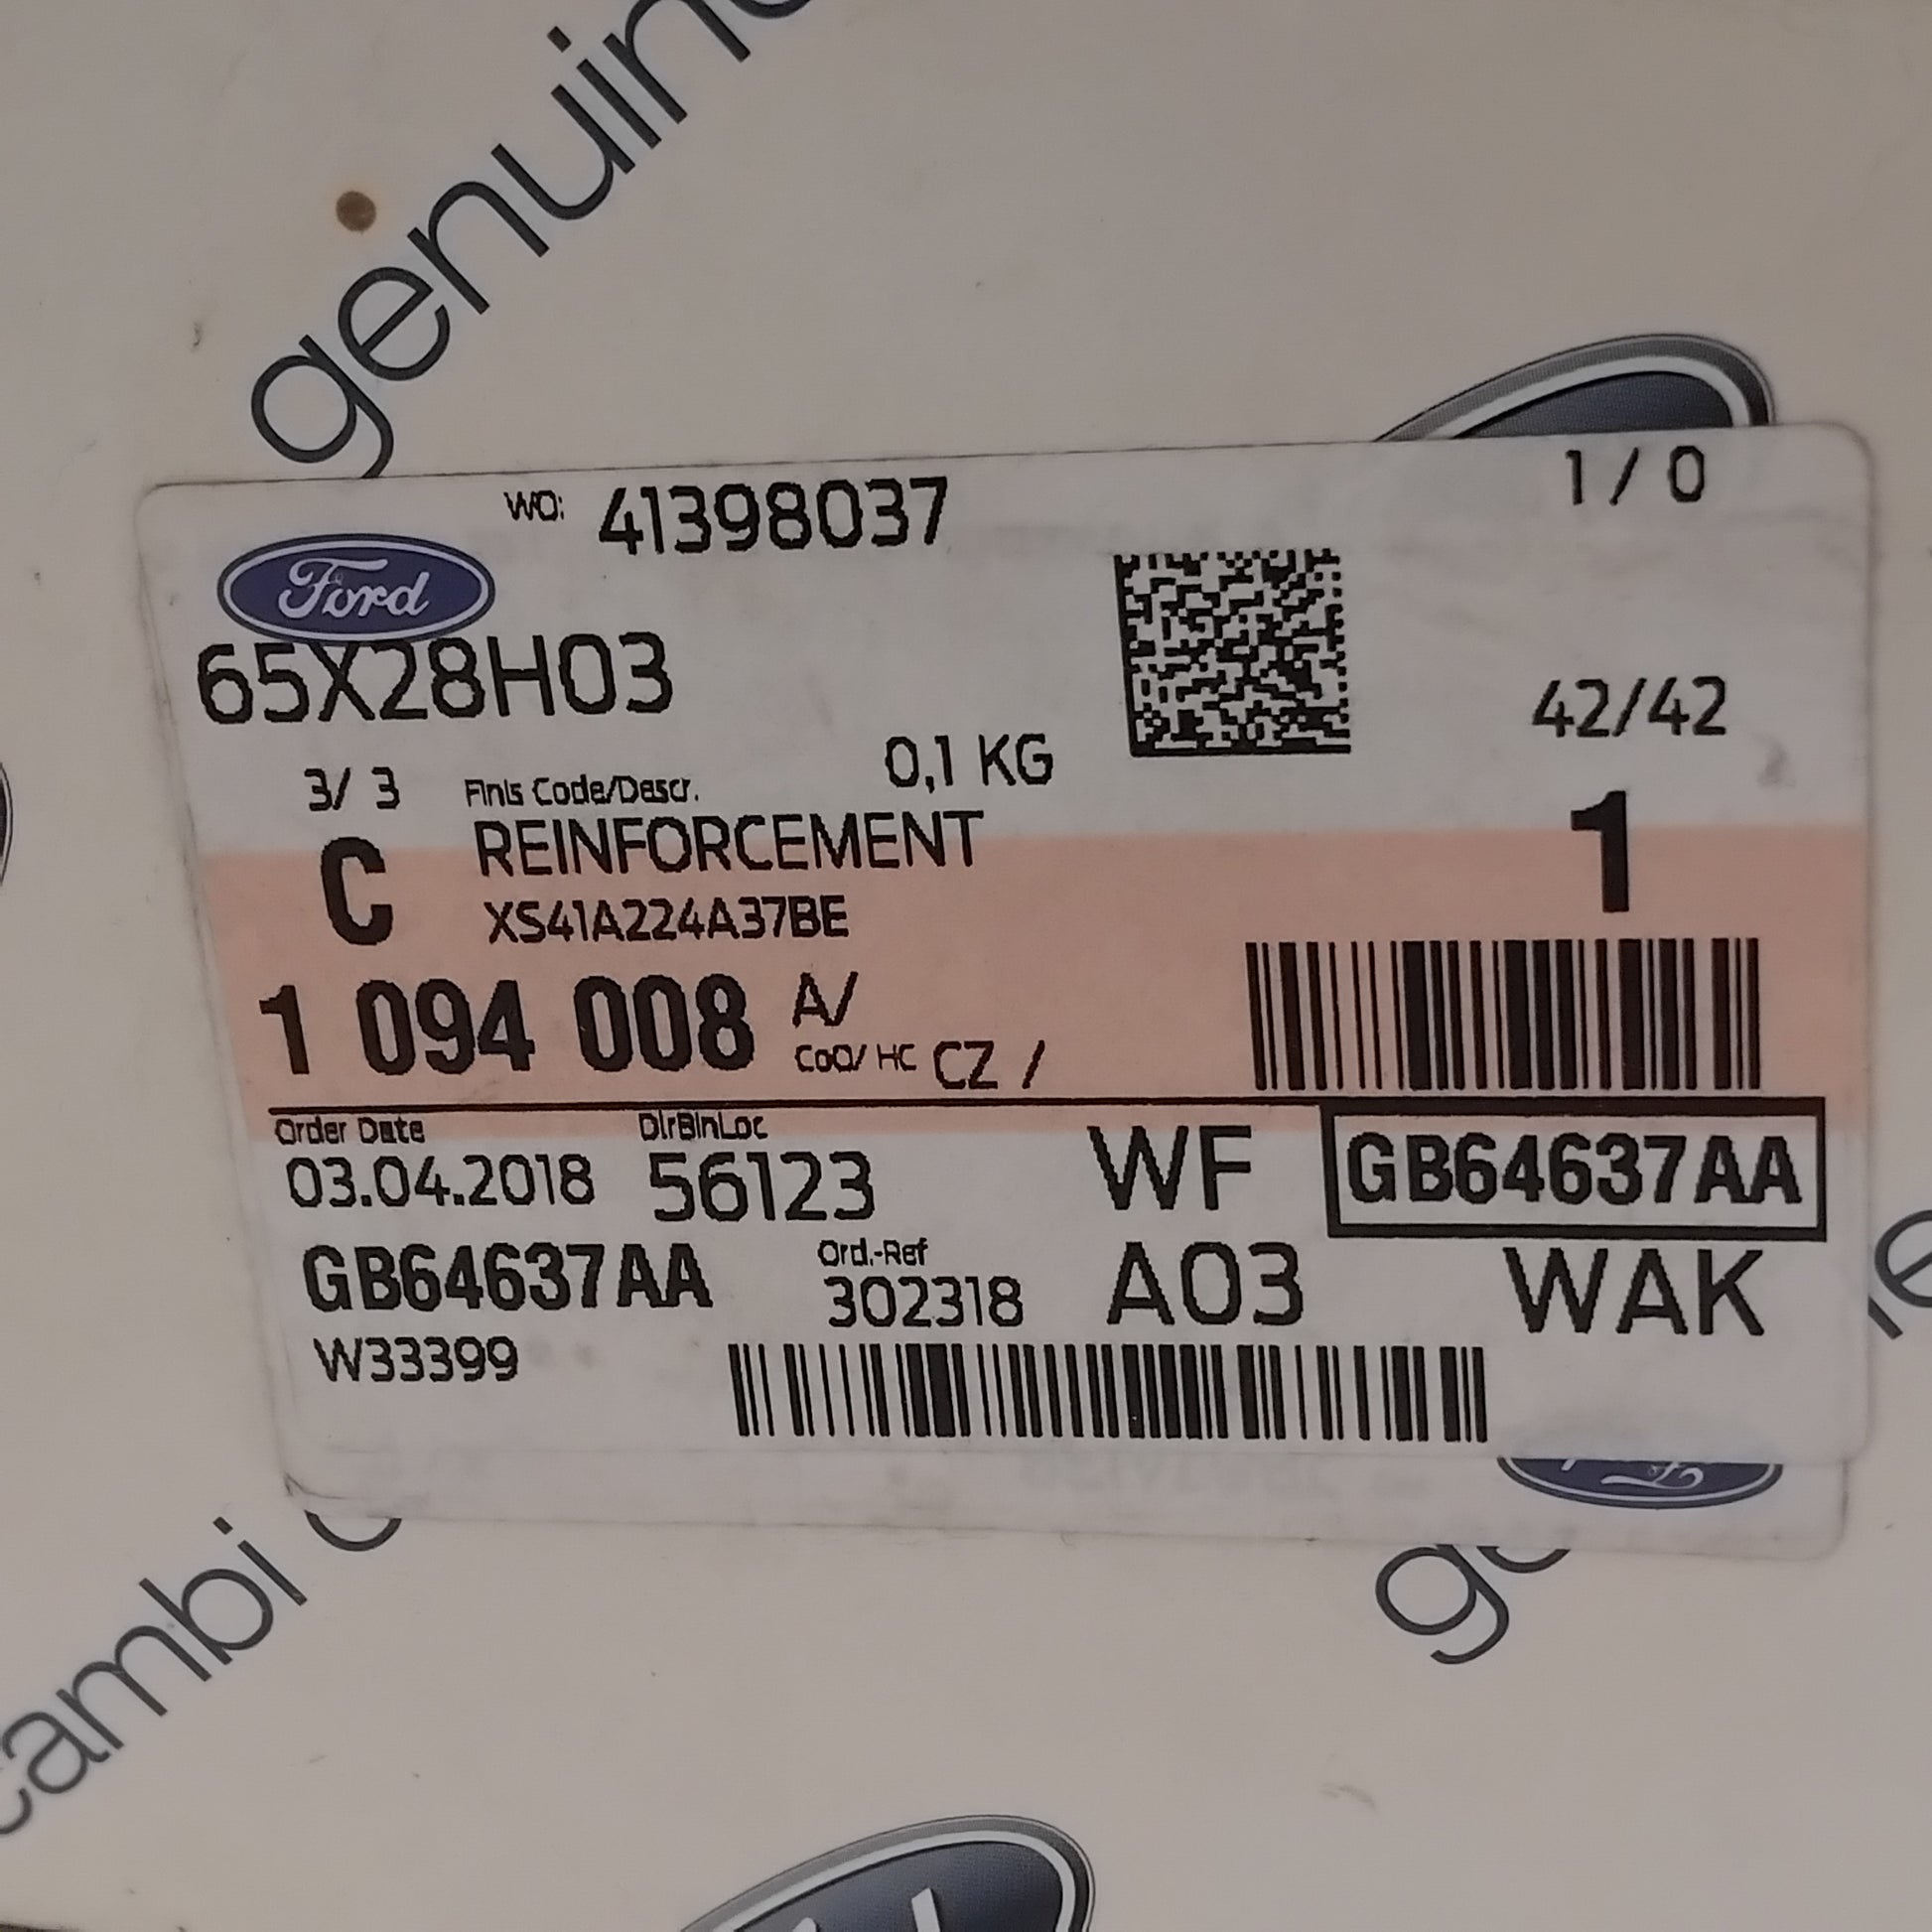 genuin
WO: 41398037
1 / 0
Ford
65X28H03
42/42
3/ 3
Finis Code/Descr.
0,1 KG
C
REINFORCEMENT
1
XS41A224A37BE
1 094 008
A/
CoO/ HC CZ /
Order Date
DlrBinLoc
03.04.2018
56123
WF
GB64637AA
GB64637AA
Ord.-Ref
302318
A03
WAK
W33399
cambi